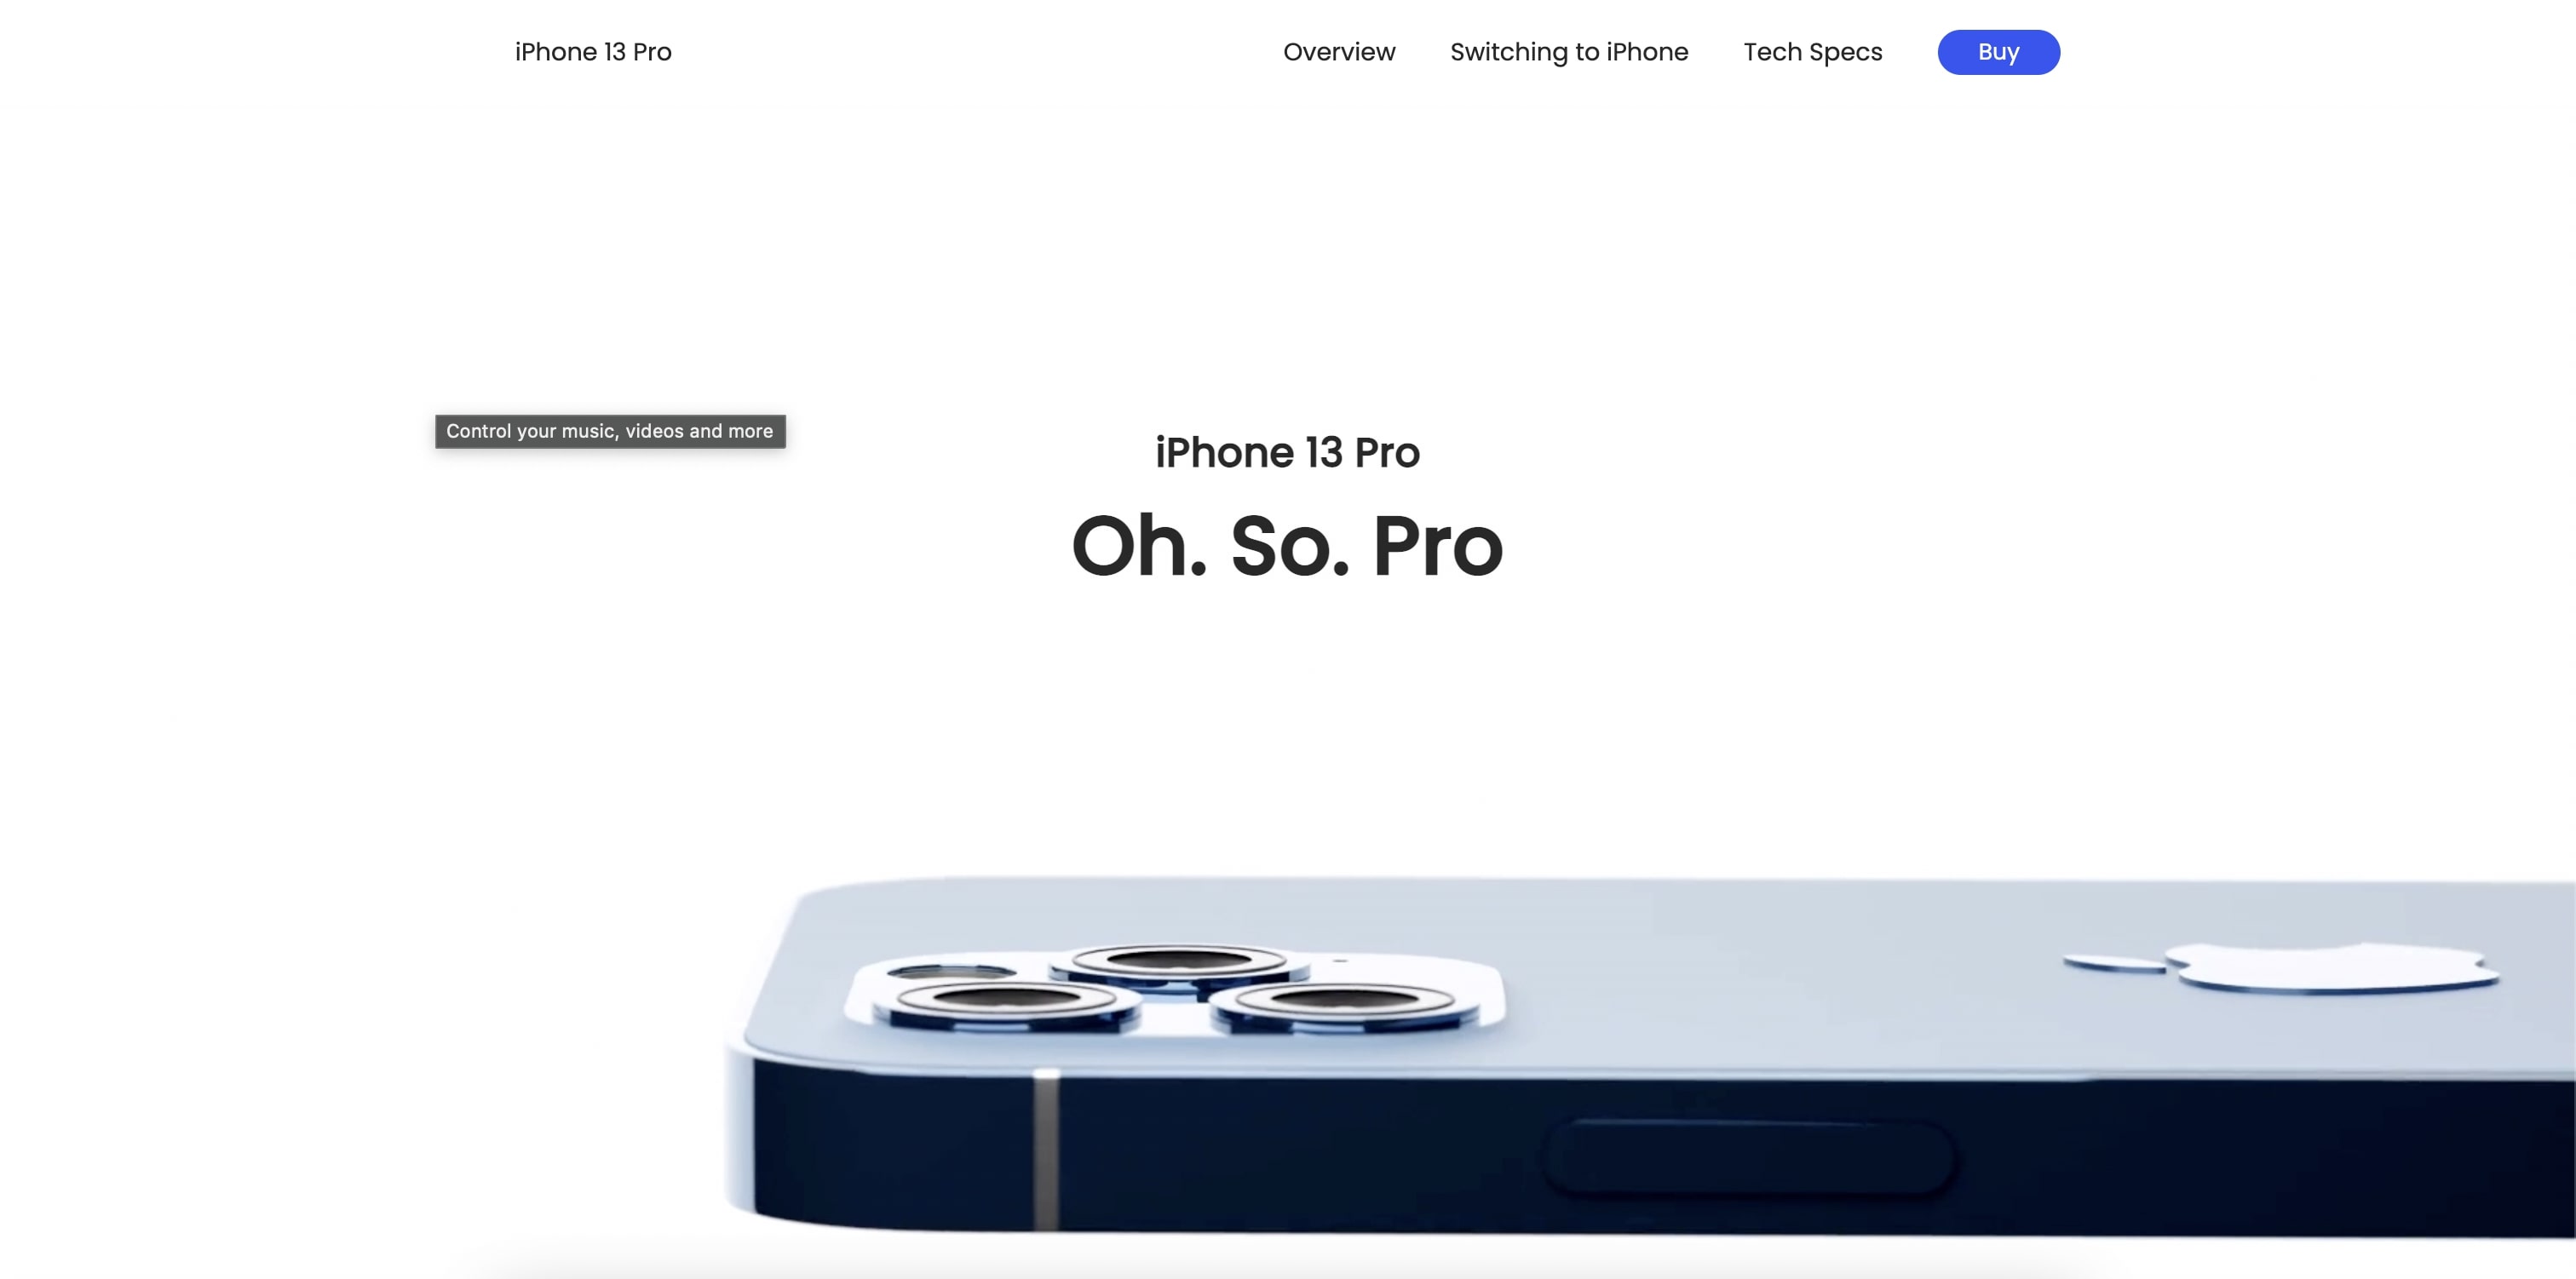 iPhone 13 Pro
Overview
Switching to iPhone
Tech Specs
Buy
Control your music, videos and more
iPhone 13 Pro
Oh. So. Pro